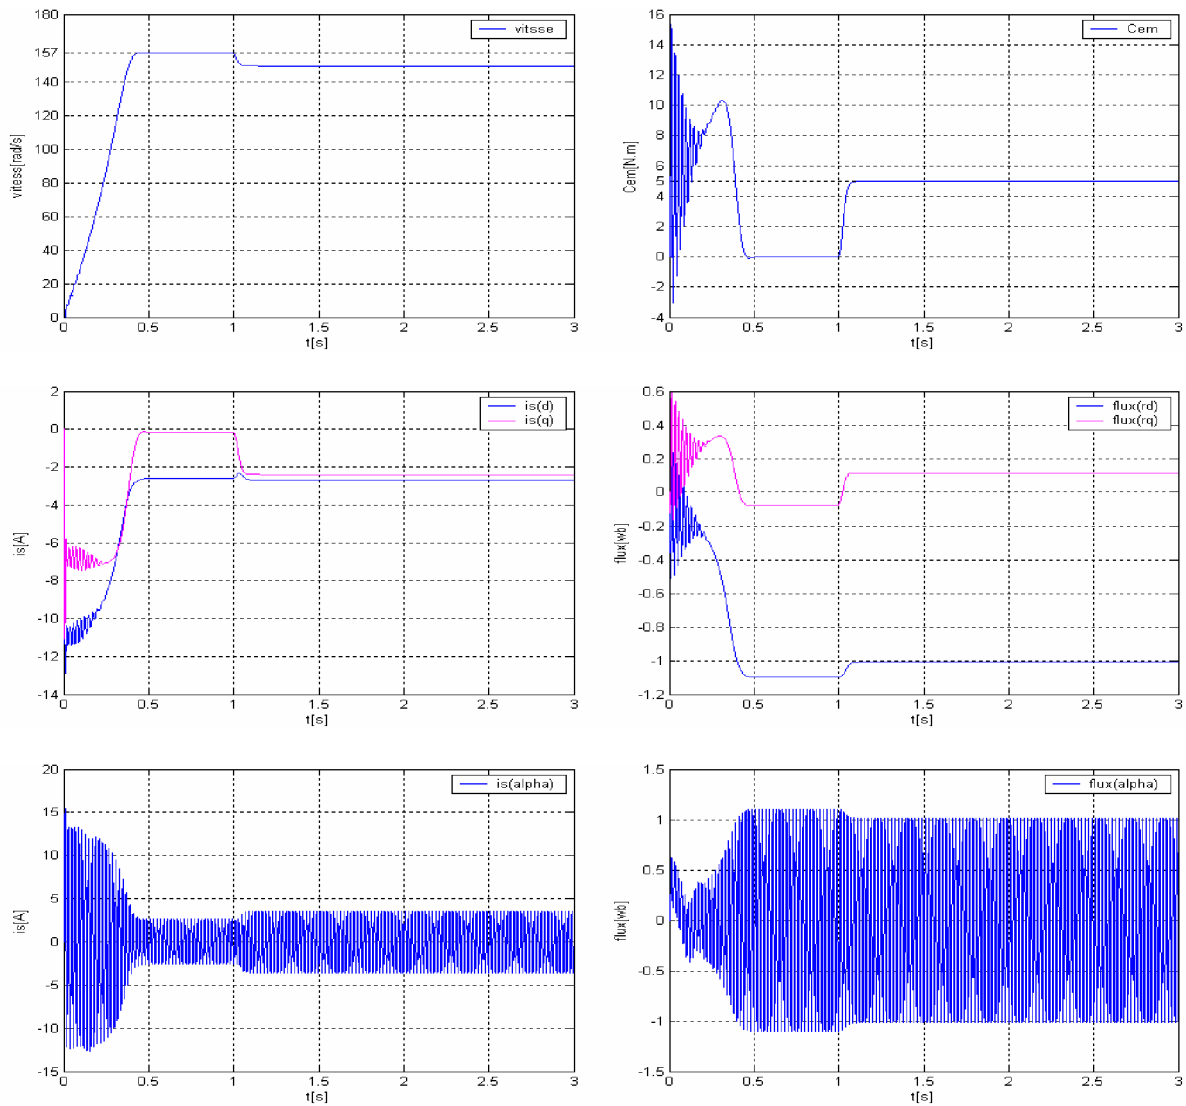 180
157
140
120
100
80
60
40
20
0
vitess[rad/s]
vitsse
0 0.5 1 1.5 2 2.5 3
t[s]
16
14
12
10
8
6
5
4
2
0
-2
-4
Cem[N.m]
Cem
0 0.5 1 1.5 2 2.5 3
t[s]
2
0
-2
-4
-6
-8
-10
-12
-14
is[A]
is(d)
is(q)
0 0.5 1 1.5 2 2.5 3
t[s]
0.6
0.4
0.2
0
-0.2
-0.4
-0.6
-0.8
-1
-1.2
flux[wb]
flux(rd)
flux(rq)
0 0.5 1 1.5 2 2.5 3
t[s]
20
15
10
5
0
-5
-10
-15
is[A]
is(alpha)
0 0.5 1 1.5 2 2.5 3
t[s]
1.5
1
0.5
0
-0.5
-1
-1.5
flux[wb]
flux(alpha)
0 0.5 1 1.5 2 2.5 3
t[s]